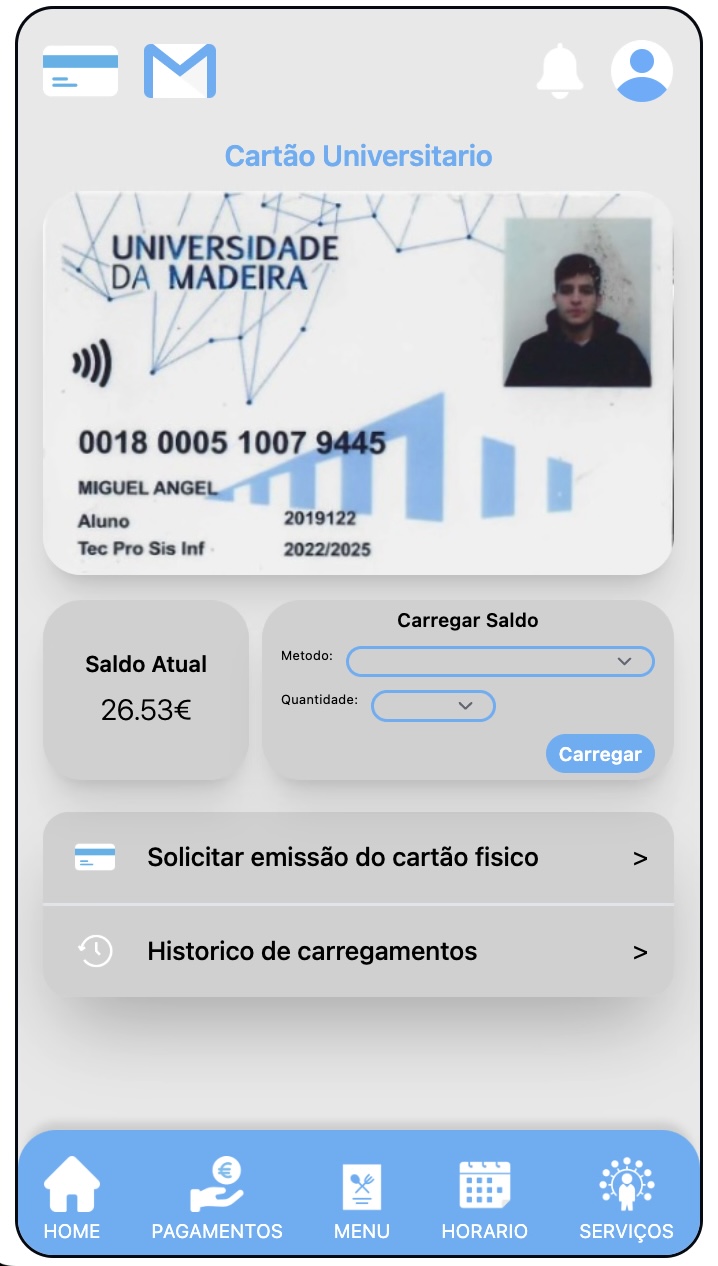 Cartão Universitario
UNIVERSIDADE
DA MADEIRA
0018 0005 1007 9445
MIGUEL ANGEL
Aluno 2019122
Tec Pro Sis Inf 2022/2025
Saldo Atual
26.53€
Carregar Saldo
Metodo:
Quantidade:
Carregar
Solicitar emissão do cartão fisico >
Historico de carregamentos >
HOME PAGAMENTOS MENU HORARIO SERVIÇOS